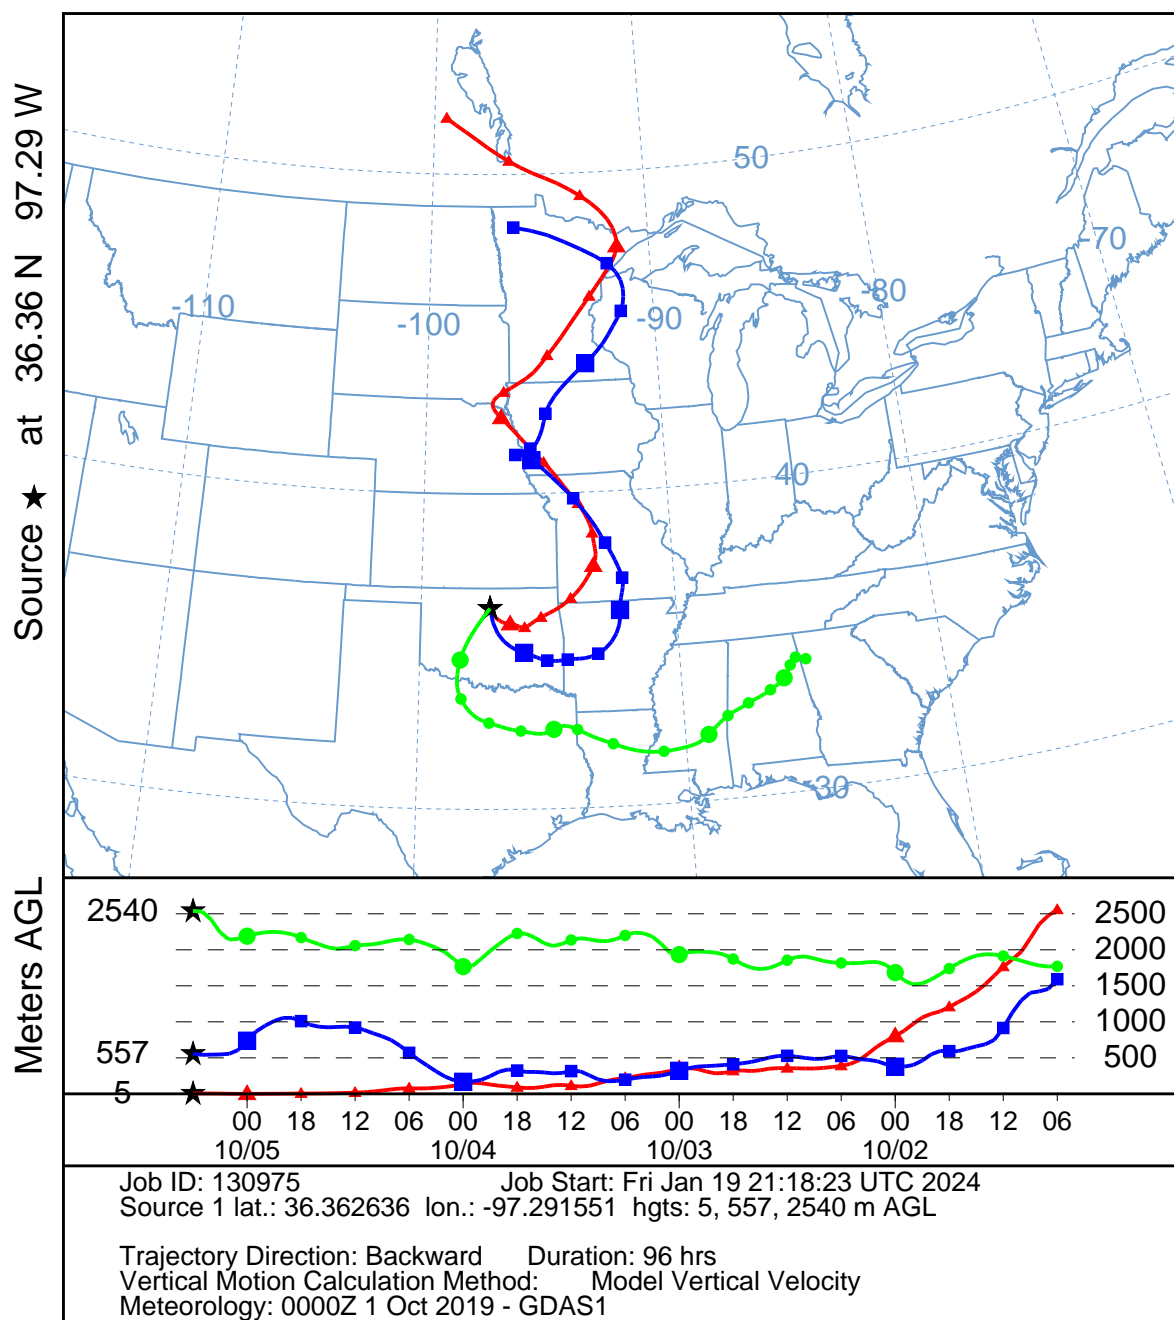 Source ★ at 36.36 N 97.29 W
50
-70
-80
-110
-100
-90
40
30
Meters AGL
2540
557
5
2500
2000
1500
1000
500
00 18 12 06 00 18 12 06 00 18 12 06 00 18 12 06
10/05 10/04 10/03 10/02
Job ID: 130975 Job Start: Fri Jan 19 21:18:23 UTC 2024
Source 1 lat.: 36.362636 lon.: -97.291551 hgts: 5, 557, 2540 m AGL
Trajectory Direction: Backward Duration: 96 hrs
Vertical Motion Calculation Method: Model Vertical Velocity
Meteorology: 0000Z 1 Oct 2019 - GDAS1